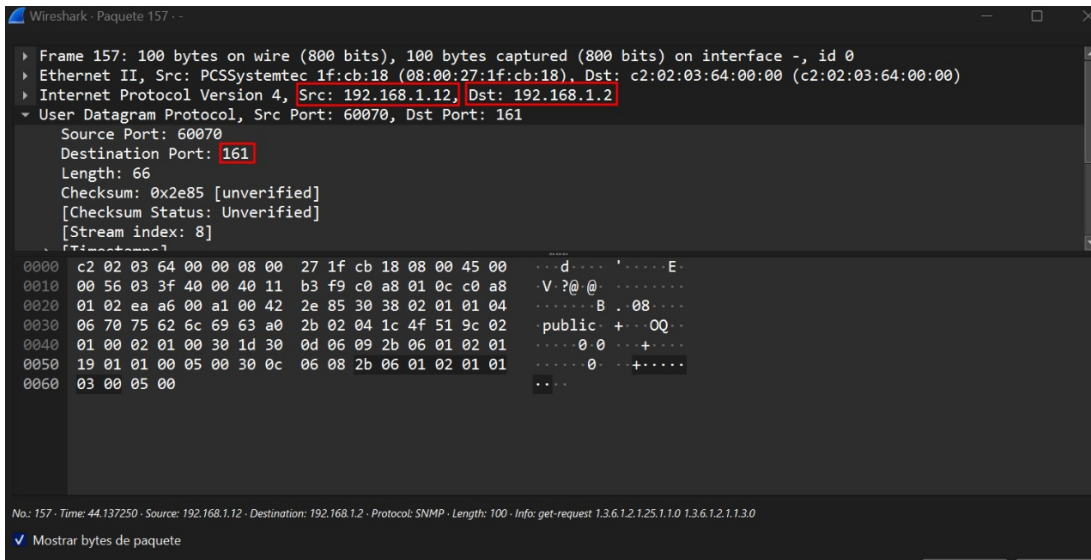 Wireshark · Paquete 157 · -
Frame 157: 100 bytes on wire (800 bits), 100 bytes captured (800 bits) on interface -, id 0
Ethernet II, Src: PCSSystemtec 1f:cb:18 (08:00:27:1f:cb:18), Dst: c2:02:03:64:00:00 (c2:02:03:64:00:00)
Internet Protocol Version 4, Src: 192.168.1.12, Dst: 192.168.1.2
User Datagram Protocol, Src Port: 60070, Dst Port: 161
Source Port: 60070
Destination Port: 161
Length: 66
Checksum: 0x2e85 [unverified]
[Checksum Status: Unverified]
[Stream index: 8]
[Timestamps]
0000 c2 02 03 64 00 00 08 00 27 1f cb 18 08 00 45 00 ···d···· '·····E·
0010 00 56 03 3f 40 00 40 11 b3 f9 c0 a8 01 0c c0 a8 ·V·?@·@· ········
0020 01 02 ea a6 00 a1 00 42 2e 85 30 38 02 01 01 04 ·······B .·08····
0030 06 70 75 62 6c 69 63 a0 2b 02 04 1c 4f 51 9c 02 ·public· +···OQ··
0040 01 00 02 01 00 30 1d 30 0d 06 09 2b 06 01 02 01 ·····0·0 ···+····
0050 19 01 01 00 05 00 30 0c 06 08 2b 06 01 02 01 01 ······0· ··+·····
0060 03 00 05 00 ····
No.: 157 · Time: 44.137250 · Source: 192.168.1.12 · Destination: 192.168.1.2 · Protocol: SNMP · Length: 100 · Info: get-request 1.3.6.1.2.1.25.1.1.0 1.3.6.1.2.1.1.3.0
Mostrar bytes de paquete